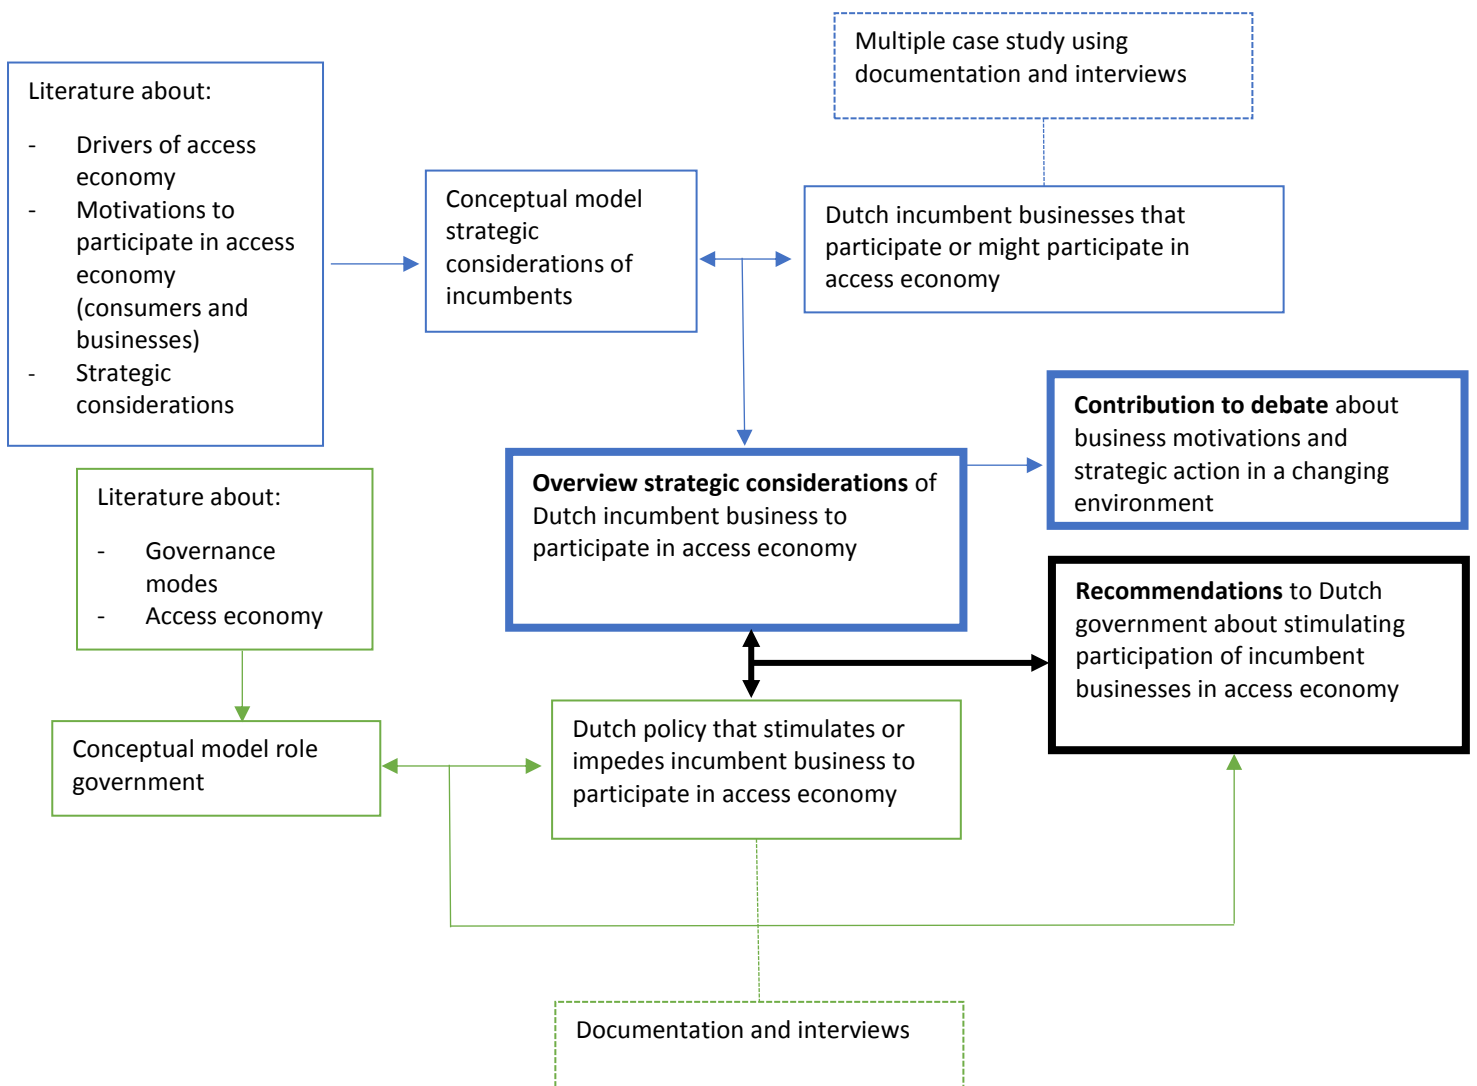 Multiple case study using
documentation and interviews
Literature about:
- Drivers of access
economy
- Motivations to
participate in access
economy
(consumers and
businesses)
- Strategic
considerations
Conceptual model
strategic
considerations of
incumbents
Dutch incumbent businesses that
participate or might participate in
access economy
Contribution to debate about
business motivations and
strategic action in a changing
environment
Overview strategic considerations of
Dutch incumbent business to
participate in access economy
Literature about:
- Governance
modes
- Access economy
Recommendations to Dutch
government about stimulating
participation of incumbent
businesses in access economy
Conceptual model role
government
Dutch policy that stimulates or
impedes incumbent business to
participate in access economy
Documentation and interviews